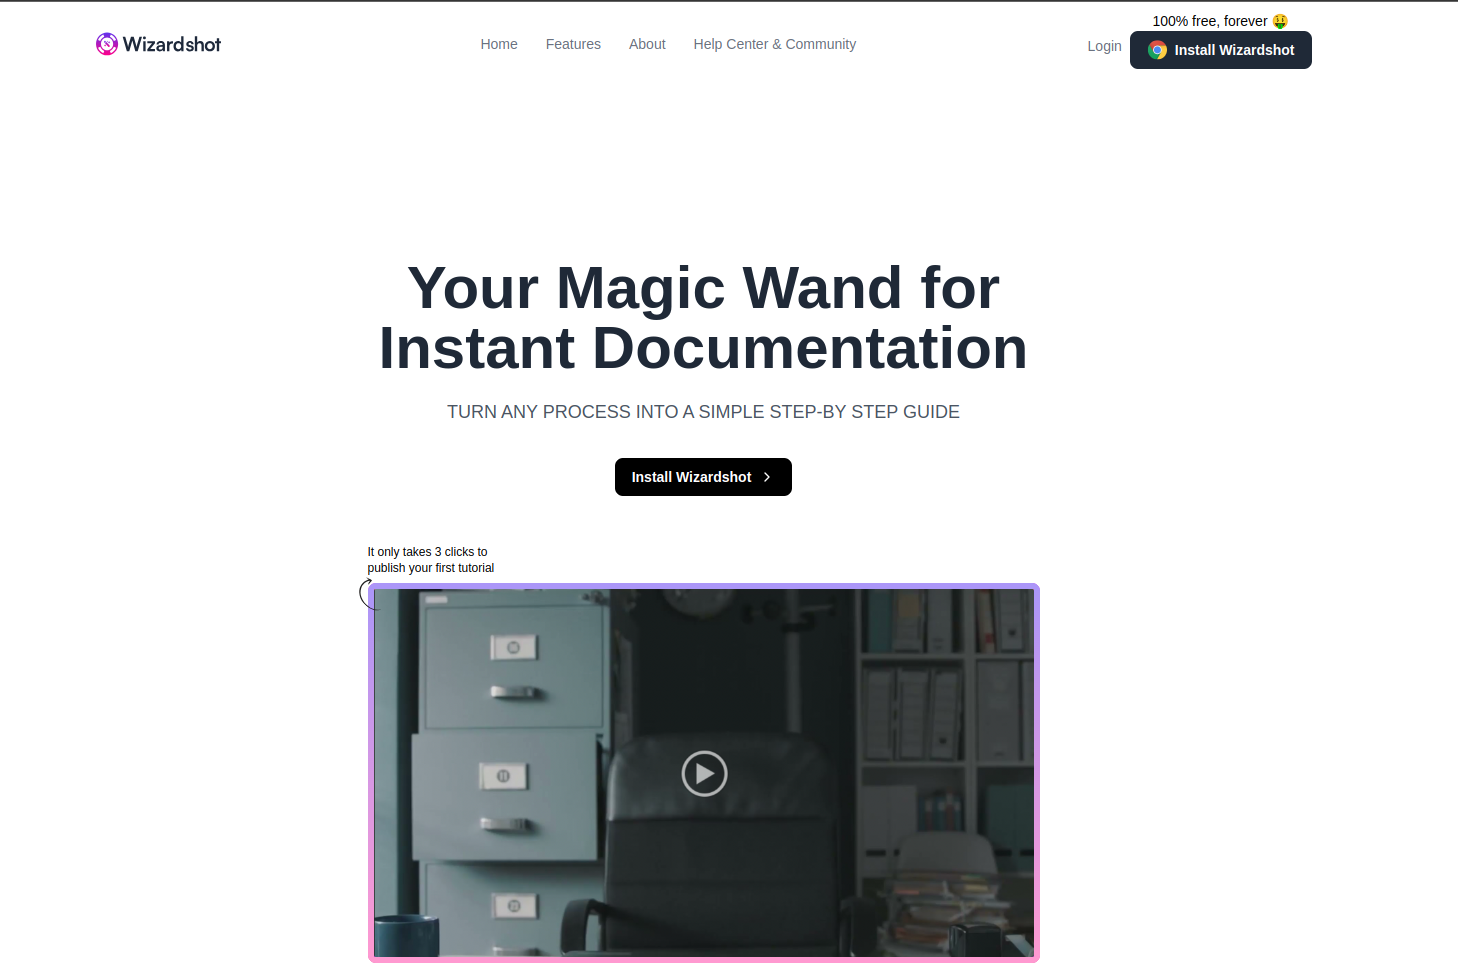 Wizardshot
Home
Features
About
Help Center & Community
Login
100% free, forever 🤑
Install Wizardshot
Your Magic Wand for
Instant Documentation
TURN ANY PROCESS INTO A SIMPLE STEP-BY STEP GUIDE
Install Wizardshot
It only takes 3 clicks to
publish your first tutorial